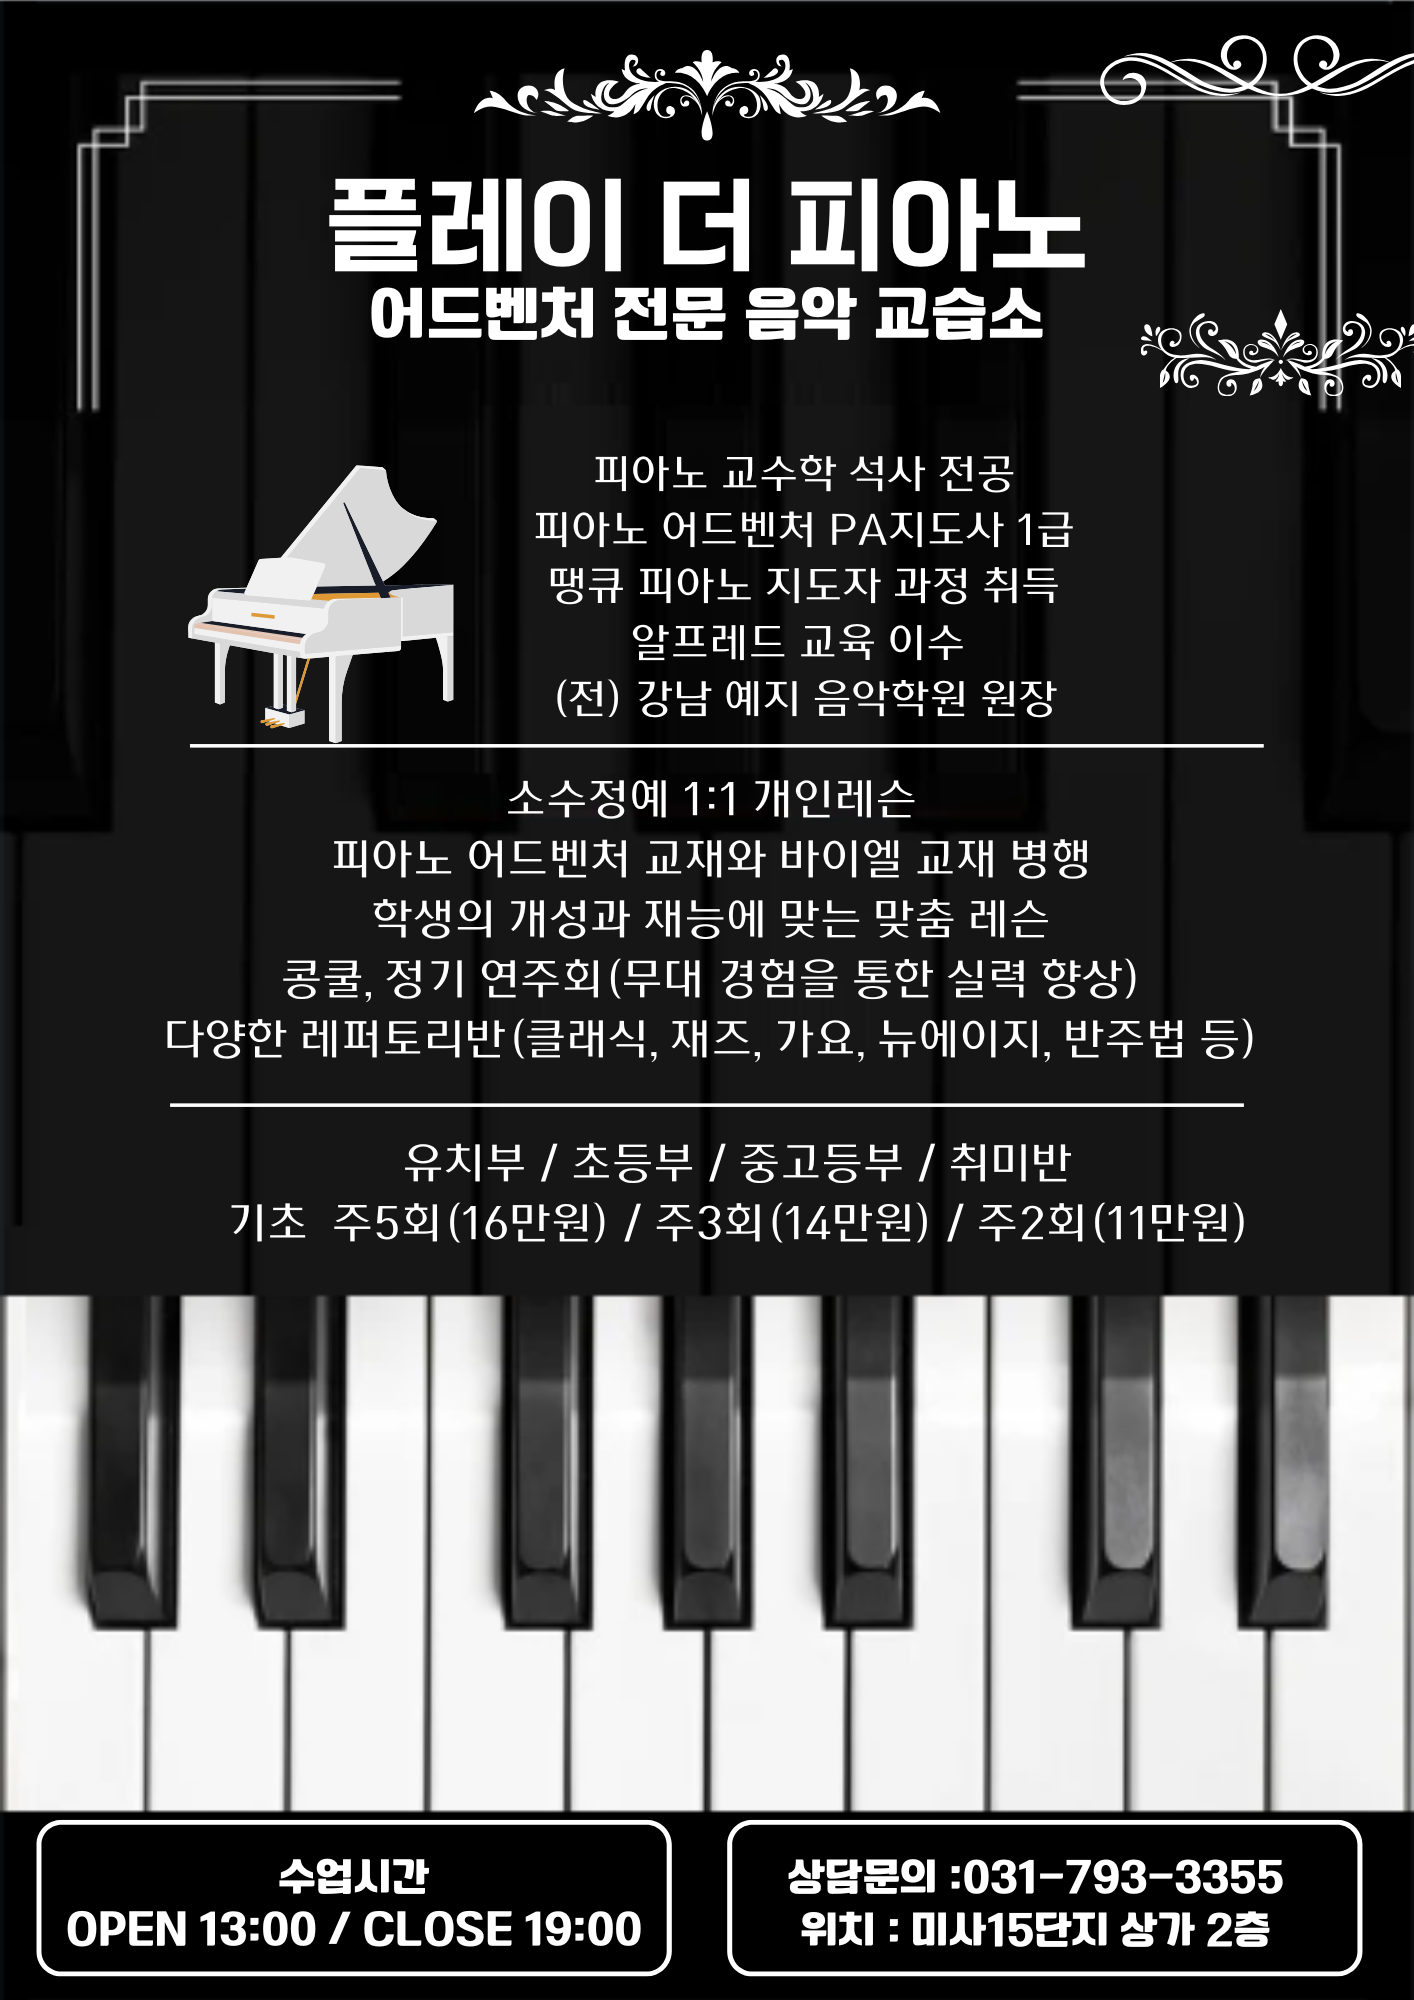 플레이 더 피아노
어드벤처 전문 음악 교습소
피아노 교수학 석사 전공
피아노 어드벤처 PA지도사 1급
땡큐 피아노 지도자 과정 취득
알프레드 교육 이수
(전) 강남 예지 음악학원 원장
소수정예 1:1 개인레슨
피아노 어드벤처 교재와 바이엘 교재 병행
학생의 개성과 재능에 맞는 맞춤 레슨
콩쿨, 정기 연주회(무대 경험을 통한 실력 향상)
다양한 레퍼토리반(클래식, 재즈, 가요, 뉴에이지, 반주법 등)
유치부 / 초등부 / 중고등부 / 취미반
기초 주5회(16만원) / 주3회(14만원) / 주2회(11만원)
수업시간
OPEN 13:00 / CLOSE 19:00
상담문의 :031-793-3355
위치 : 미사15단지 상가 2층